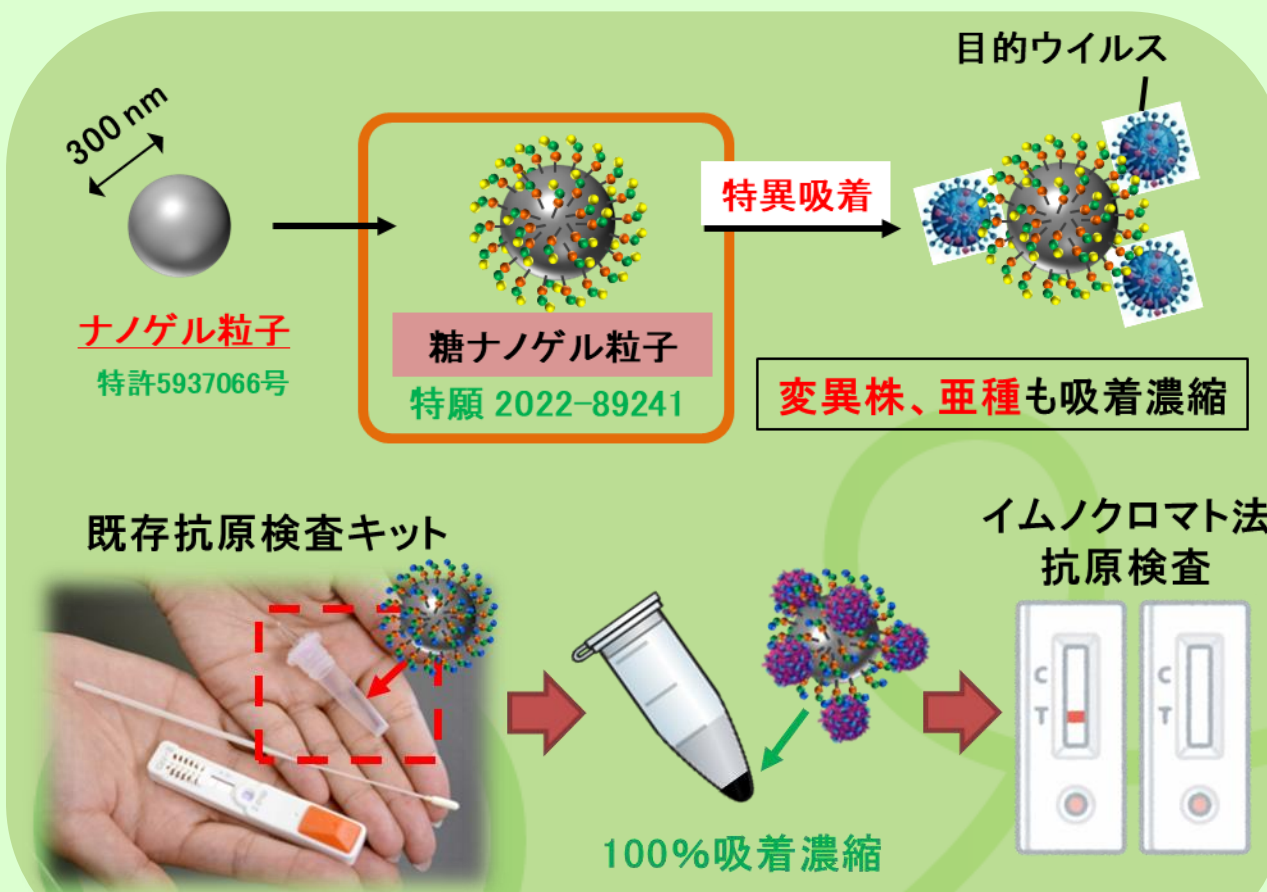 目的ウイルス
300 nm
特異吸着
ナノゲル粒子
特許5937066号
糖ナノゲル粒子
特願 2022-89241
変異株、亜種も吸着濃縮
既存抗原検査キット
イムノクロマト法
抗原検査
C
T
C
T
100%吸着濃縮